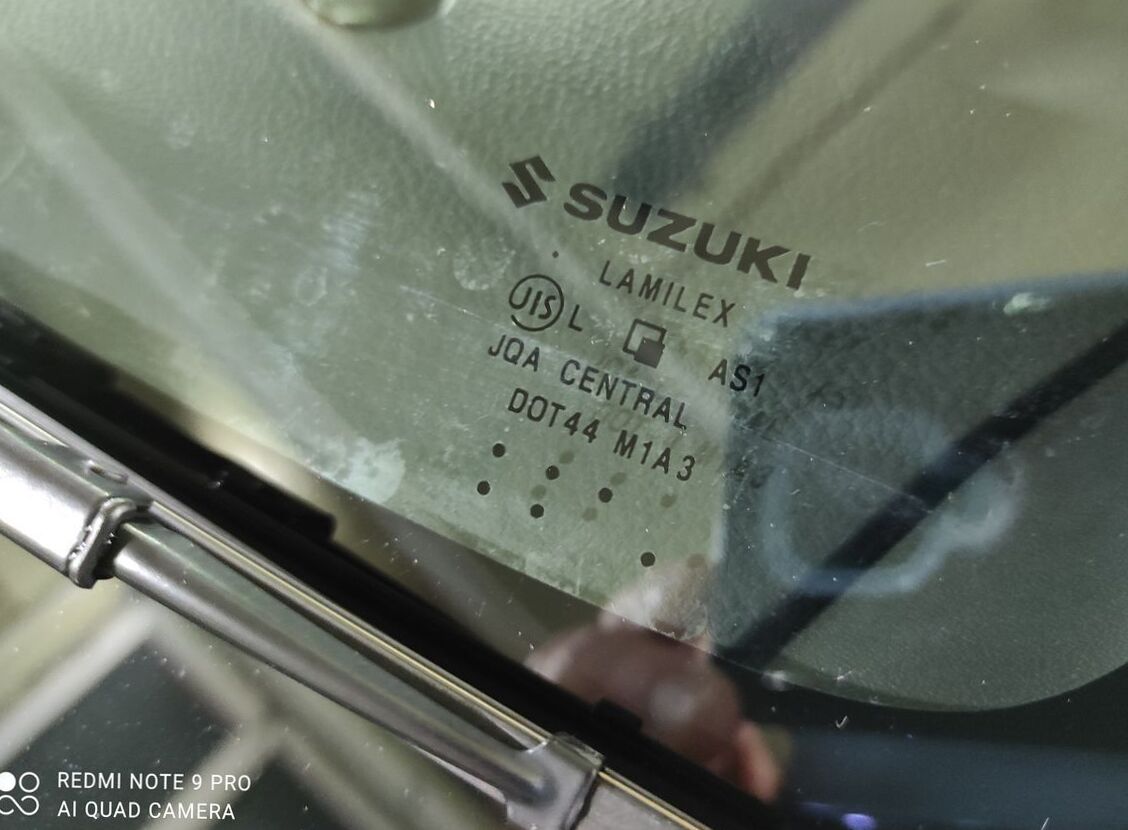 SUZUKI
LAMILEX
JIS L AS1
JQA CENTRAL
DOT44 M1A3
REDMI NOTE 9 PRO
AI QUAD CAMERA